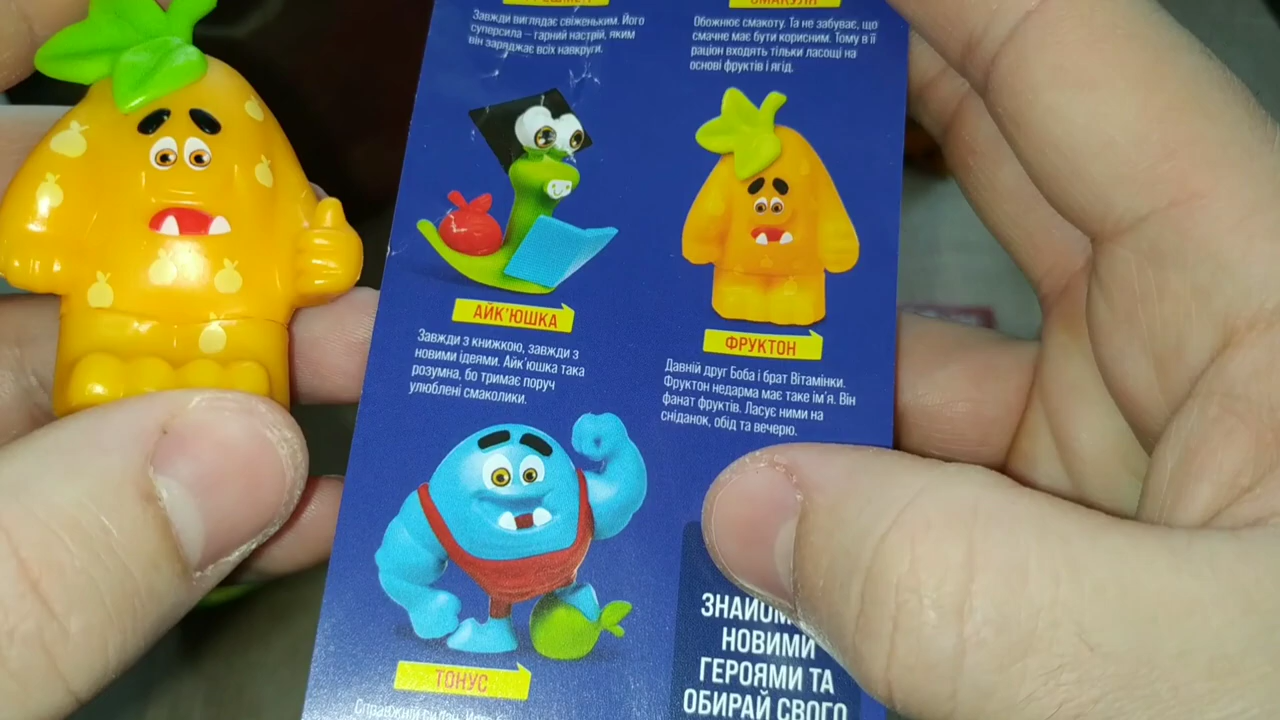 СМАКУЛЯ
Завжди виглядає свіженьким. Його
суперсила – гарний настрій, яким
він заряджає всіх навкруги.
Обожнює смакоту. Та не забуває, що
смачне має бути корисним. Тому в її
раціон входять тільки ласощі на
основі фруктів і ягід.
АЙК'ЮШКА
Завжди з книжкою, завжди з
новими ідеями. Айк'юшка така
розумна, бо тримає поруч
улюблені смаколики.
ФРУКТОН
Давній друг Боба і брат Вітамінки.
Фруктон недарма має таке ім'я. Він
фанат фруктів. Ласує ними на
сніданок, обід та вечерю.
ТОНУС
НОВИМИ
ГЕРОЯМИ ТА
ОБИРАЙ СВОГО